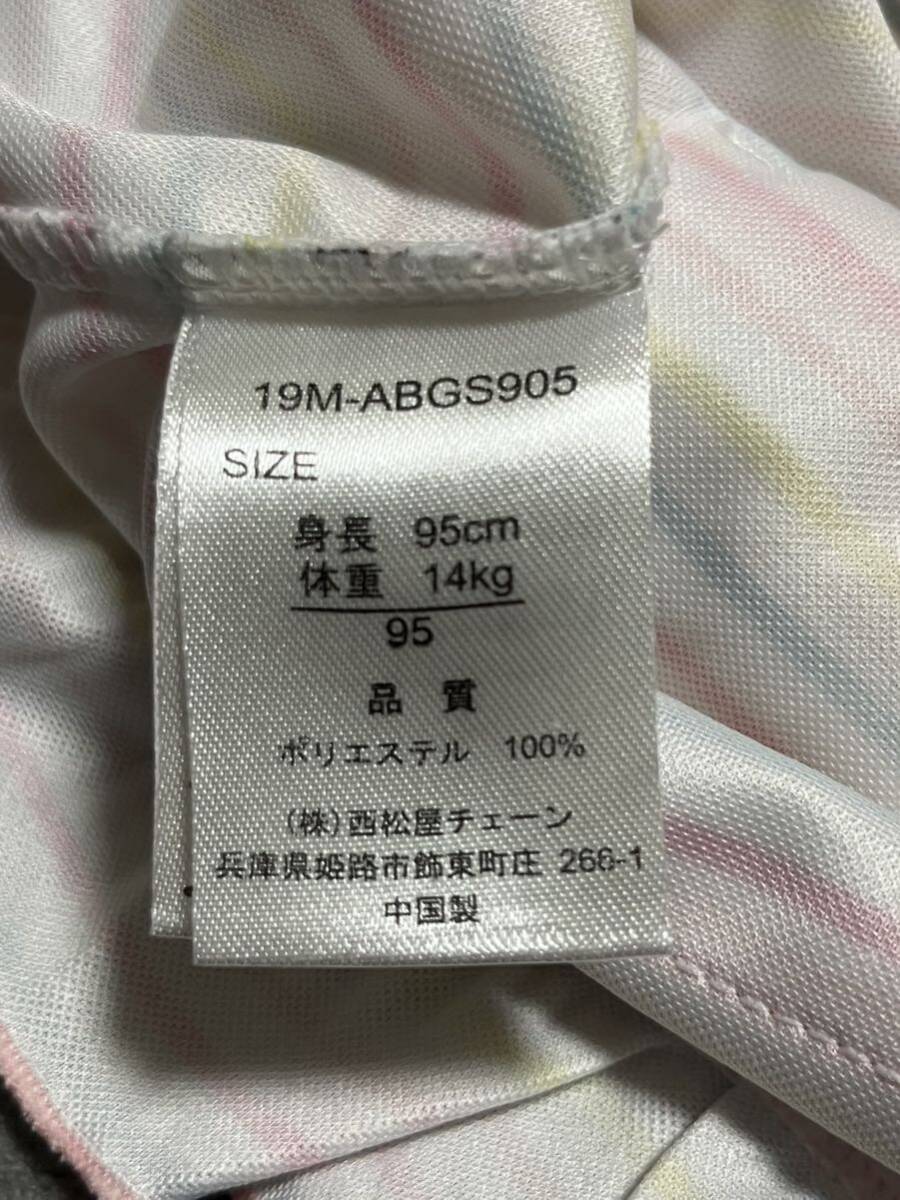 19M-ABGS905
SIZE
身長 95cm
体重 14kg
95
品 質
ポリエステル 100%
(株)西松屋チェーン
兵庫県姫路市飾東町庄 266-1
中国製